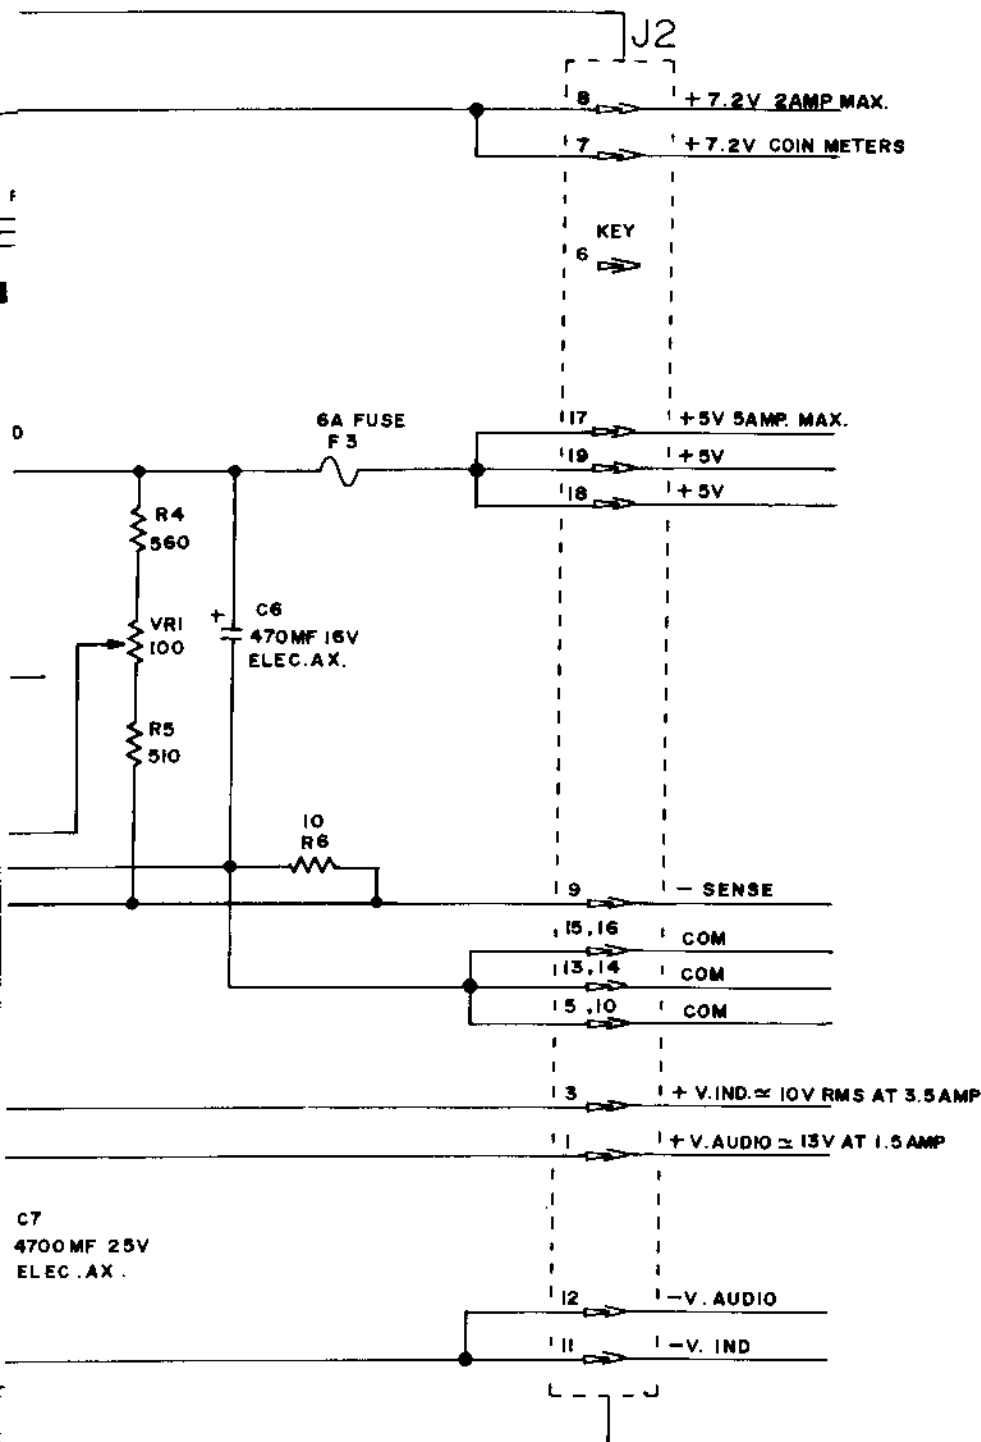 J2
8 +7.2V 2AMP MAX.
7 +7.2V COIN METERS
KEY
6
17 +5V 5AMP. MAX.
6A FUSE
F3
D
19 +5V
18 +5V
R4
560
C6
470MF 16V
ELEC.AX.
VR1
100
R5
510
10
R6
9 - SENSE
15,16 COM
13,14 COM
5,10 COM
3 +V.IND.≃10V RMS AT 3.5AMP
1 +V.AUDIO≃13V AT 1.5AMP
C7
4700MF 25V
ELEC.AX.
12 -V.AUDIO
11 -V. IND